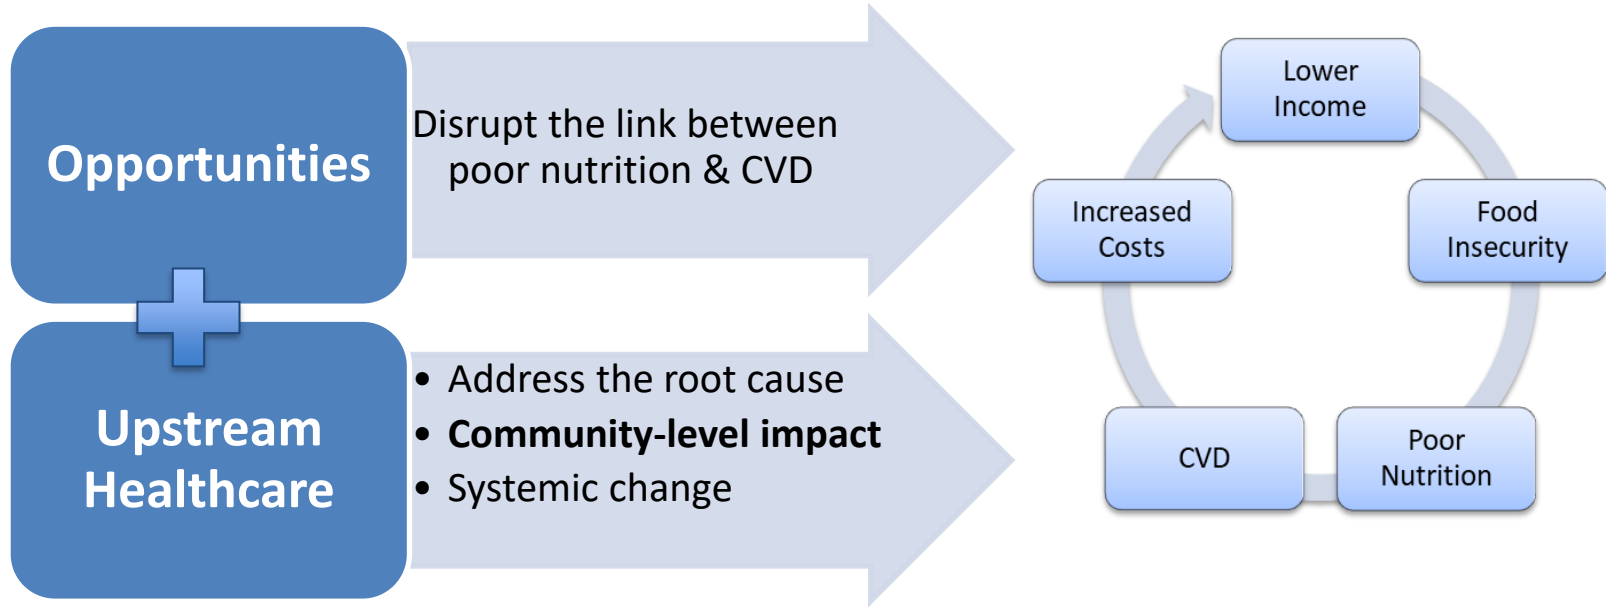 Opportunities
Disrupt the link between
poor nutrition & CVD
Upstream
Healthcare
• Address the root cause
• Community-level impact
• Systemic change
Lower
Income
Food
Insecurity
Poor
Nutrition
CVD
Increased
Costs